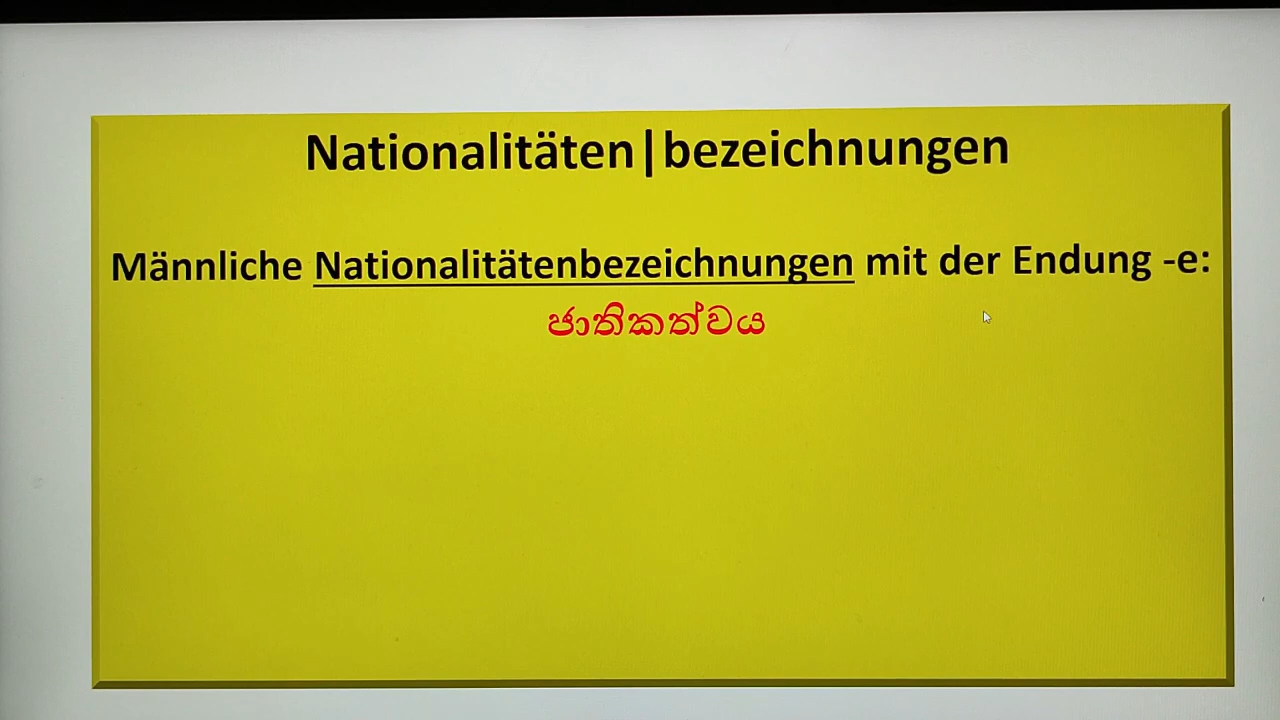 Nationalitäten|bezeichnungen
Männliche Nationalitätenbezeichnungen mit der Endung -e:
ජාතිකත්වය